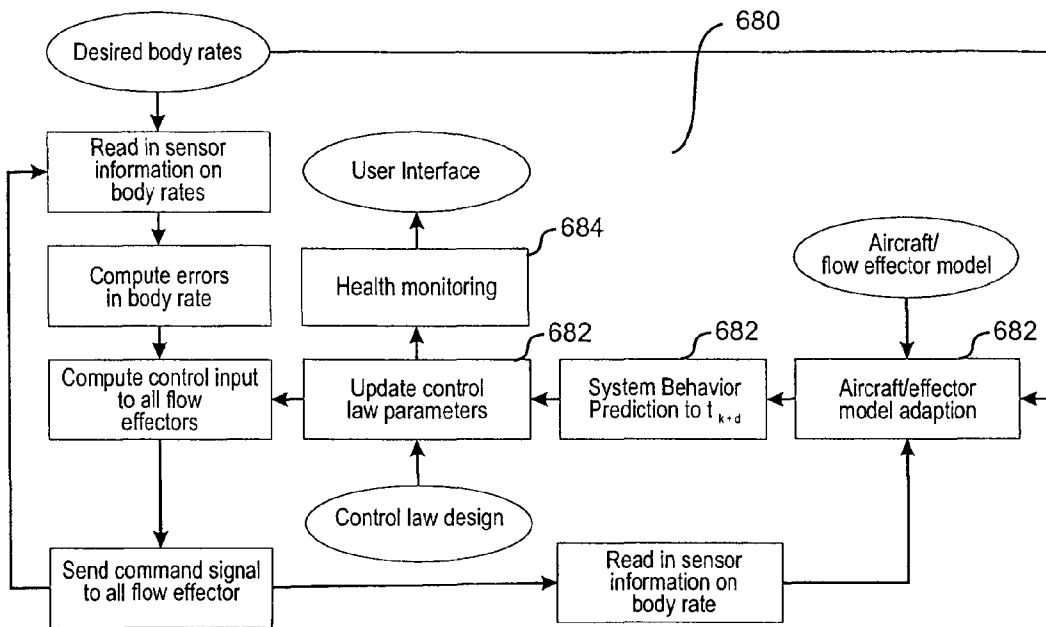 Desired body rates
680
Read in sensor
information on
body rates
User Interface
684
Aircraft/
flow effector model
Compute errors
in body rate
Health monitoring
682
682
682
Compute control input
to all flow
effectors
Update control
law parameters
System Behavior
Prediction to t k+d
Aircraft/effector
model adaption
Control law design
Send command signal
to all flow effector
Read in sensor
information on
body rate